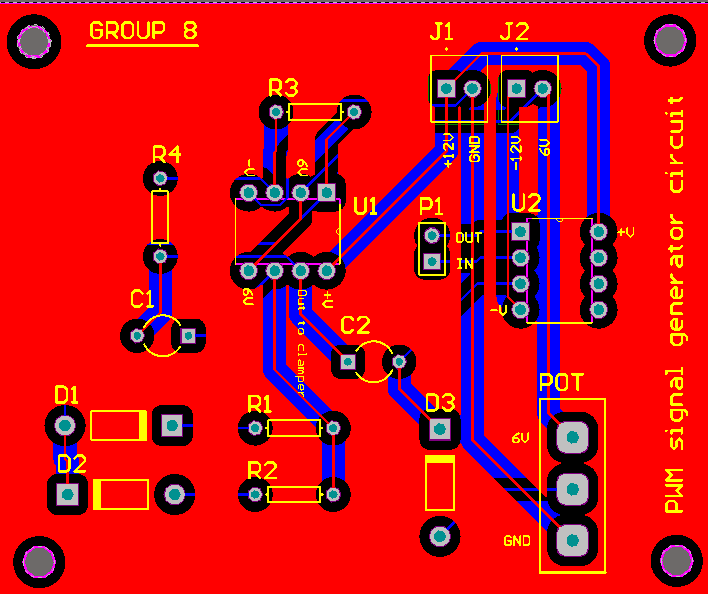 GROUP 8
J1
J2
R3
+12V
GND
-12V
6V
R4
V-
6V
U1
P1
U2
OUT
IN
+V
-V
6V
+V
Out to clamper
C1
C2
POT
D1
R1
D3
6V
D2
R2
GND
PWM signal generator circuit